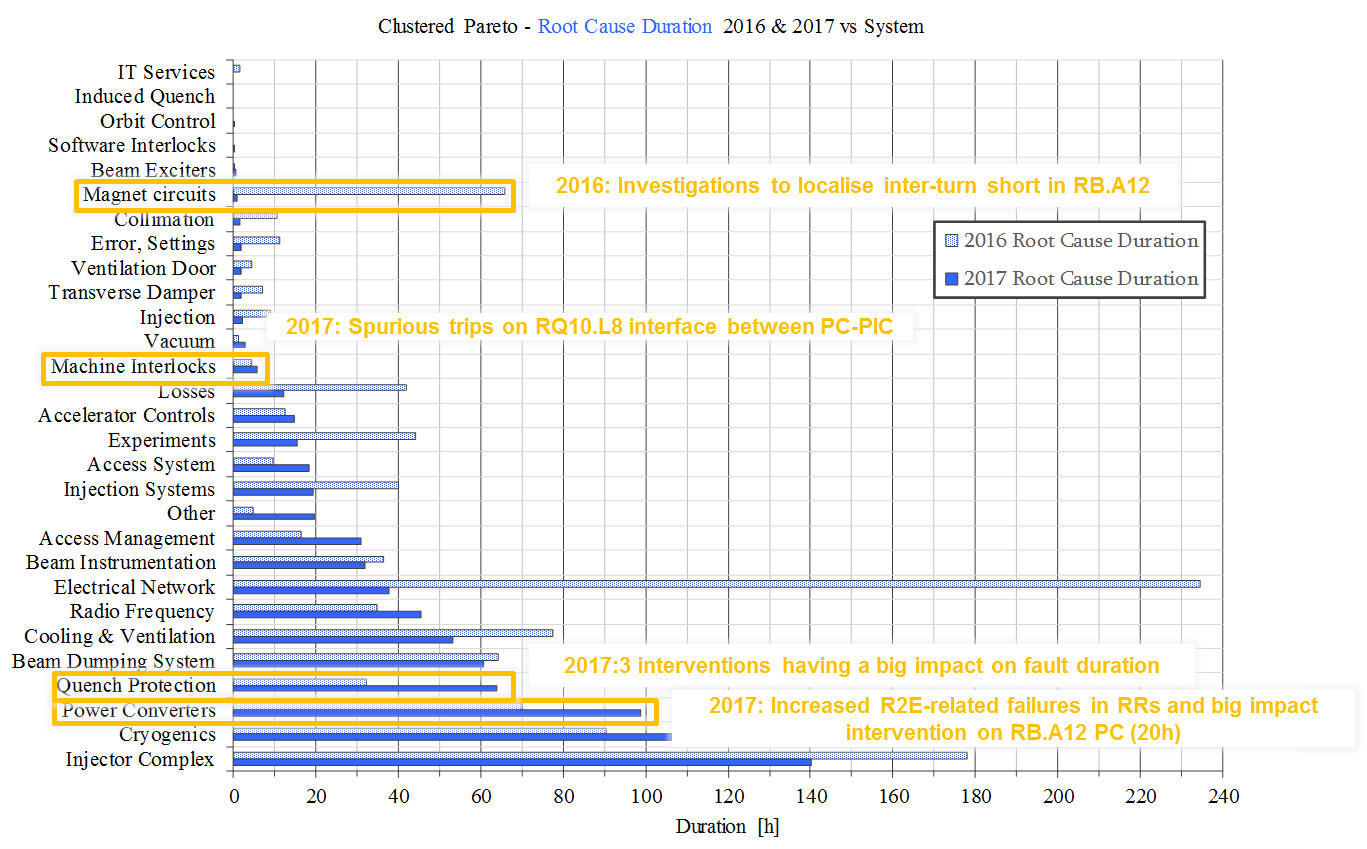 Clustered Pareto - Root Cause Duration 2016 & 2017 vs System
IT Services
Induced Quench
Orbit Control
Software Interlocks
Beam Exciters
Magnet circuits
2016: Investigations to localise inter-turn short in RB.A12
Collimation
Error, Settings
2016 Root Cause Duration
Ventilation Door
2017 Root Cause Duration
Transverse Damper
Injection
2017: Spurious trips on RQ10.L8 interface between PC-PIC
Vacuum
Machine Interlocks
Losses
Accelerator Controls
Experiments
Access System
Injection Systems
Other
Access Management
Beam Instrumentation
Electrical Network
Radio Frequency
Cooling & Ventilation
Beam Dumping System
2017:3 interventions having a big impact on fault duration
Quench Protection
Power Converters
2017: Increased R2E-related failures in RRs and big impact
intervention on RB.A12 PC (20h)
Cryogenics
Injector Complex
0 20 40 60 80 100 120 140 160 180 200 220 240
Duration [h]